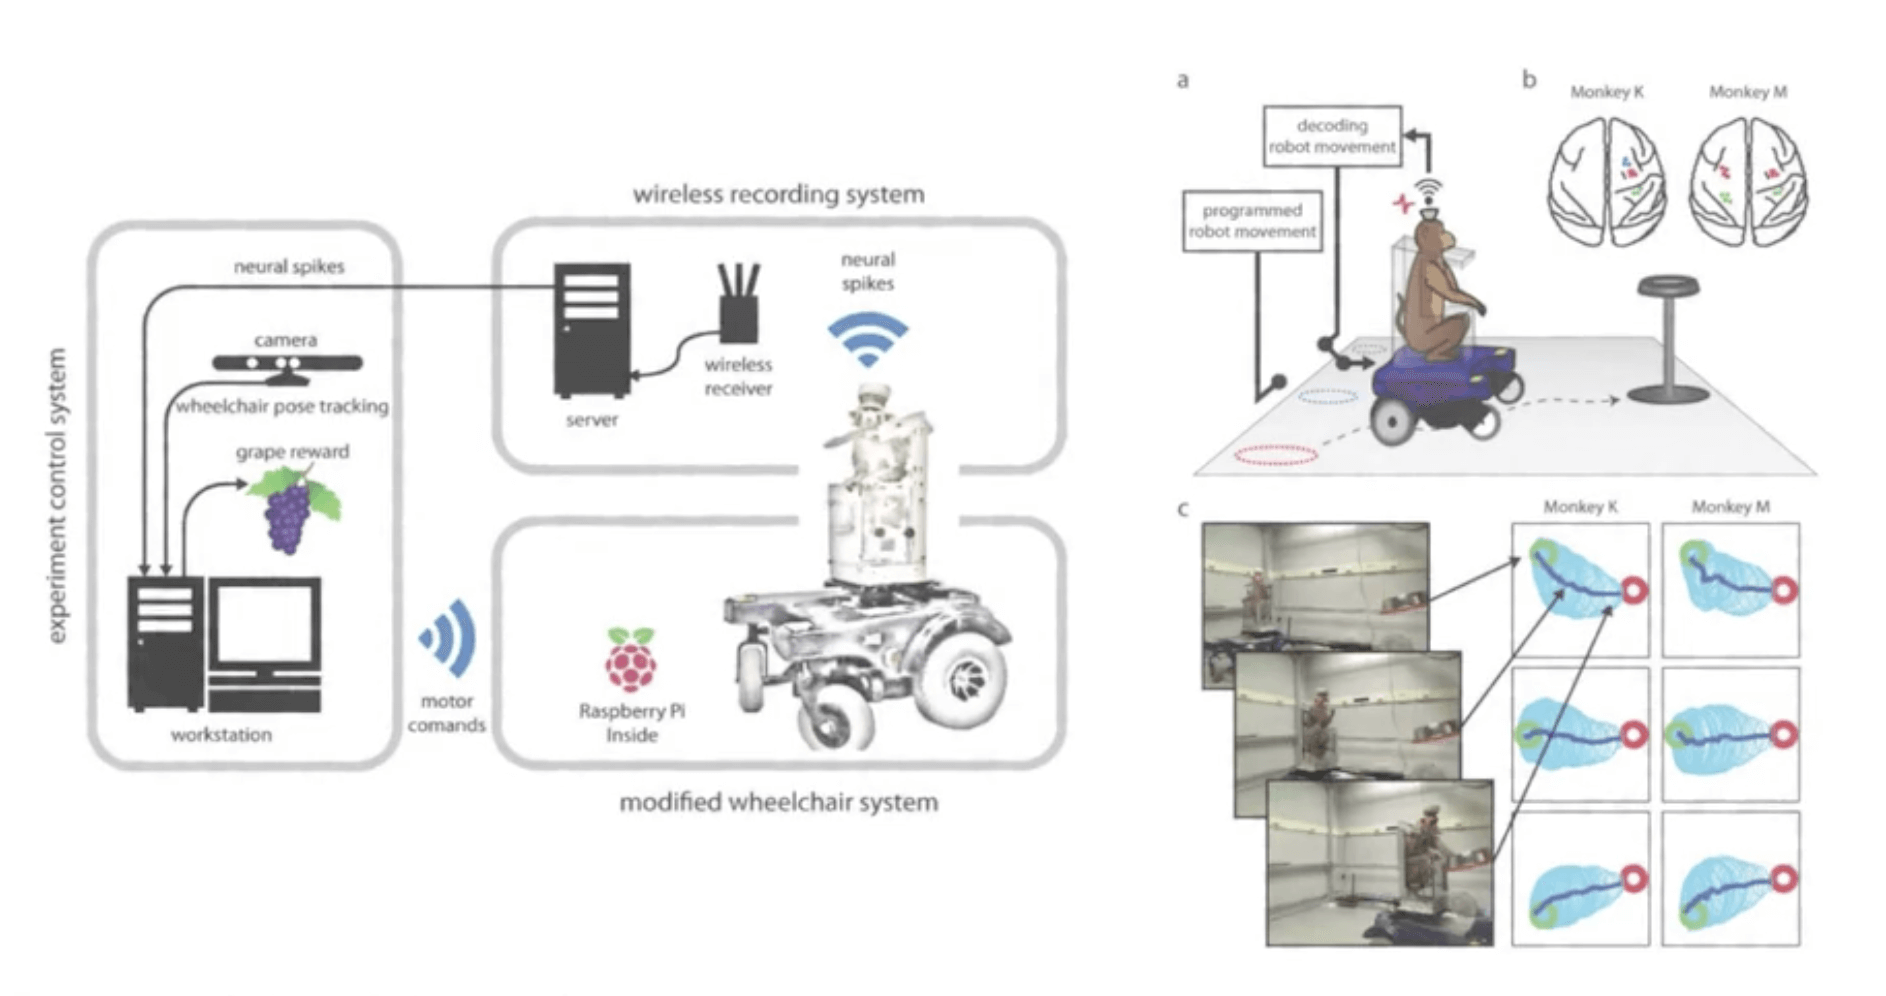 wireless recording system
neural spikes
camera
wheelchair pose tracking
grape reward
experiment control system
workstation
neural
spikes
wireless
receiver
server
motor
comands
Raspberry Pi
Inside
modified wheelchair system
a
decoding
robot movement
programmed
robot movement
b
Monkey K
Monkey M
c
Monkey K
Monkey M